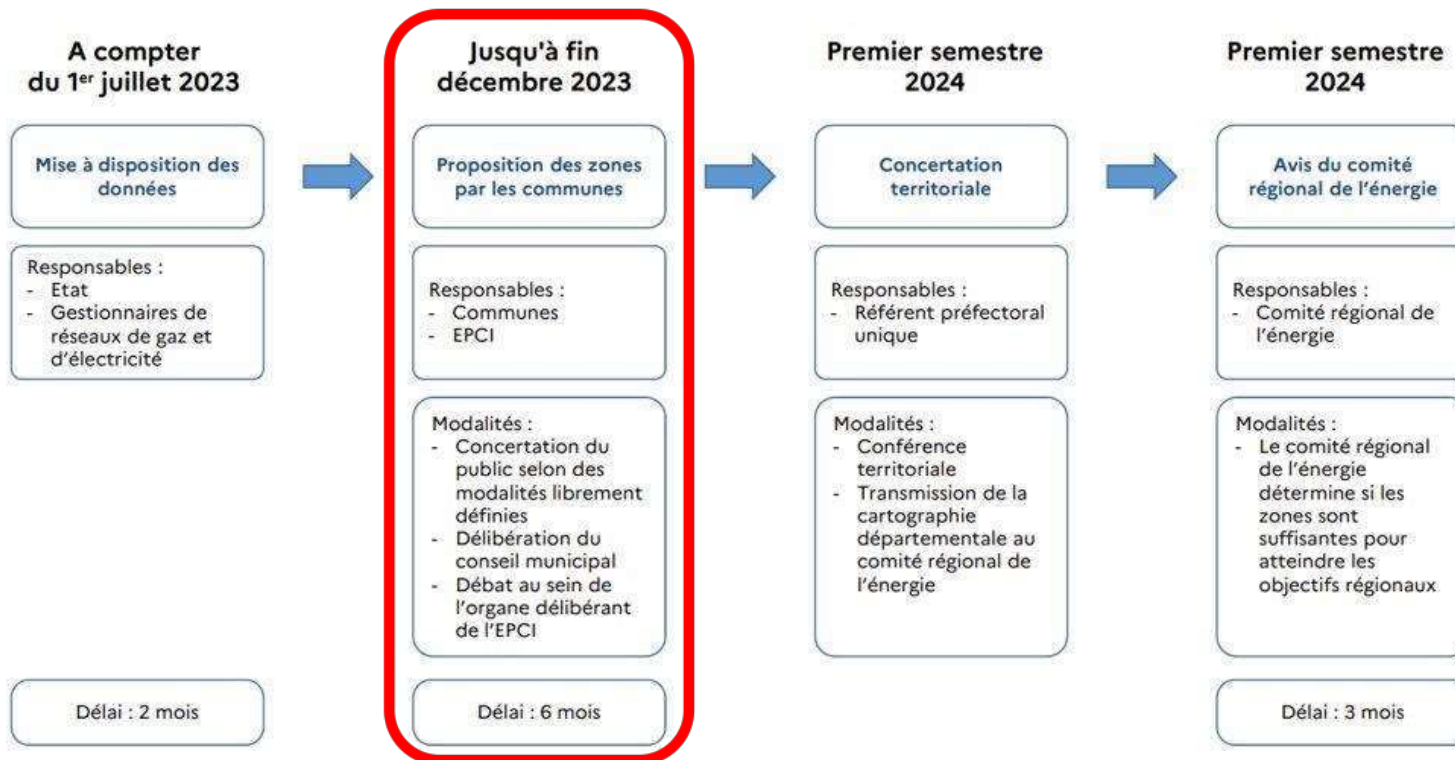 A compter
du 1er juillet 2023
Mise à disposition des
données
Responsables :
- Etat
- Gestionnaires de
réseaux de gaz et
d'électricité
Délai : 2 mois
Jusqu'à fin
décembre 2023
Proposition des zones
par les communes
Responsables :
- Communes
- EPCI
Modalités :
- Concertation du
public selon des
modalités librement
définies
- Délibération du
conseil municipal
- Débat au sein de
l'organe délibérant
de l'EPCI
Délai : 6 mois
Premier semestre
2024
Concertation
territoriale
Responsables :
- Référent préfectoral
unique
Modalités :
- Conférence
territoriale
- Transmission de la
cartographie
départementale au
comité régional de
l'énergie
Premier semestre
2024
Avis du comité
régional de l'énergie
Responsables :
- Comité régional de
l'énergie
Modalités :
- Le comité régional
de l'énergie
détermine si les
zones sont
suffisantes pour
atteindre les
objectifs régionaux
Délai : 3 mois